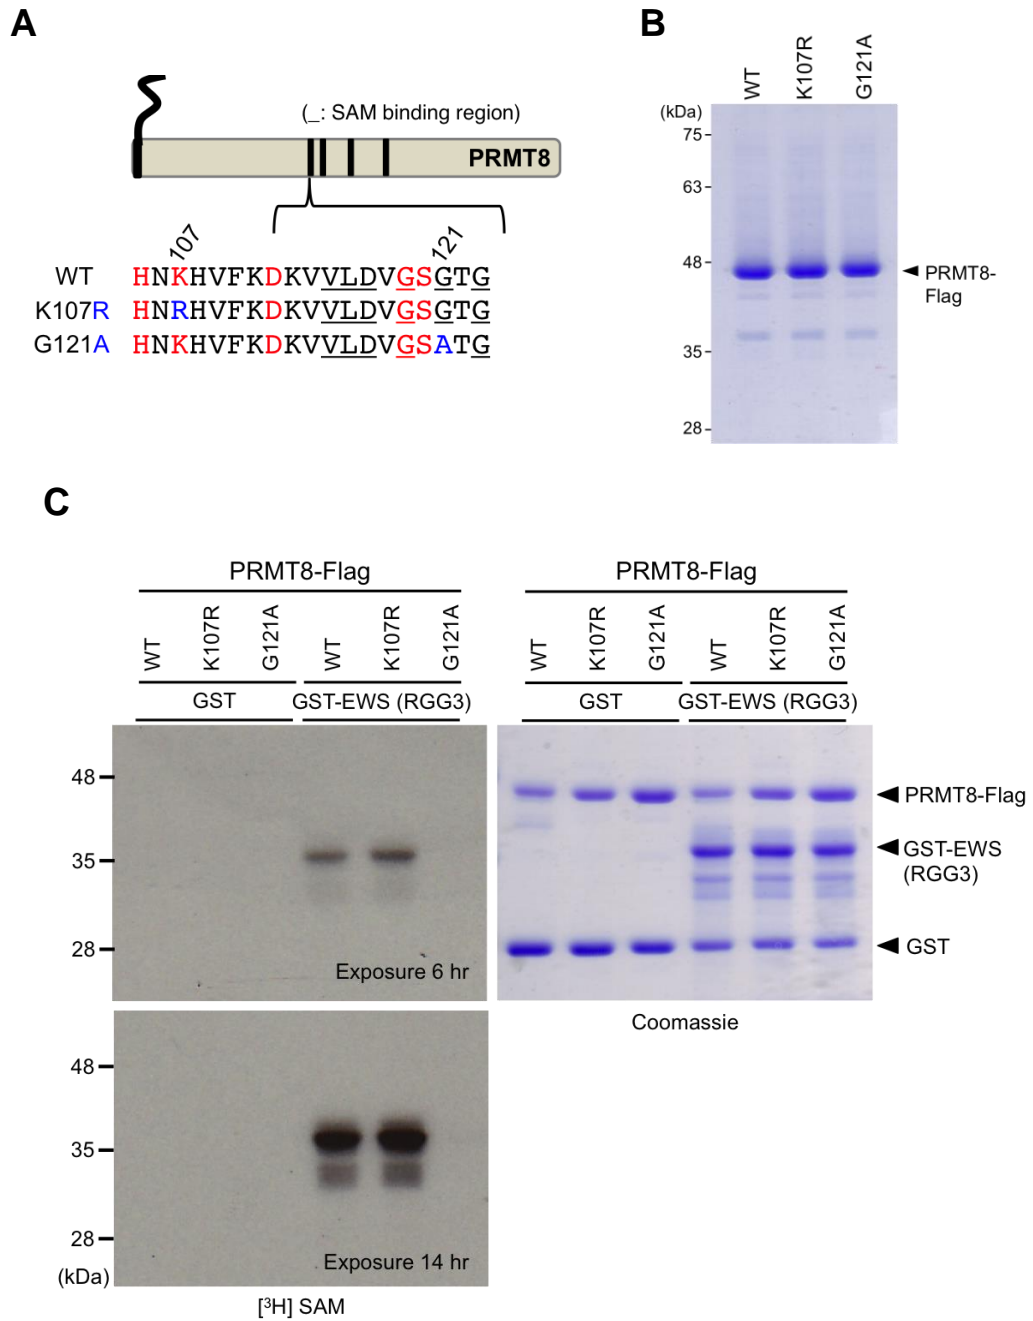 A
(_: SAM binding region)
PRMT8
107
121
WT HNKHVFKDKVVLDVGSGTG
K107R HNRHVFKDKVVLDVGSGTG
G121A HNKHVFKDKVVLDVGSATG
B
WT K107R G121A
(kDa)
75
63
48
35
28
PRMT8-
Flag
C
PRMT8-Flag
WT K107R G121A WT K107R G121A
GST GST-EWS (RGG3)
48
35
28
Exposure 6 hr
48
35
28
(kDa)
Exposure 14 hr
[³H] SAM
PRMT8-Flag
WT K107R G121A WT K107R G121A
GST GST-EWS (RGG3)
PRMT8-Flag
GST-EWS
(RGG3)
GST
Coomassie